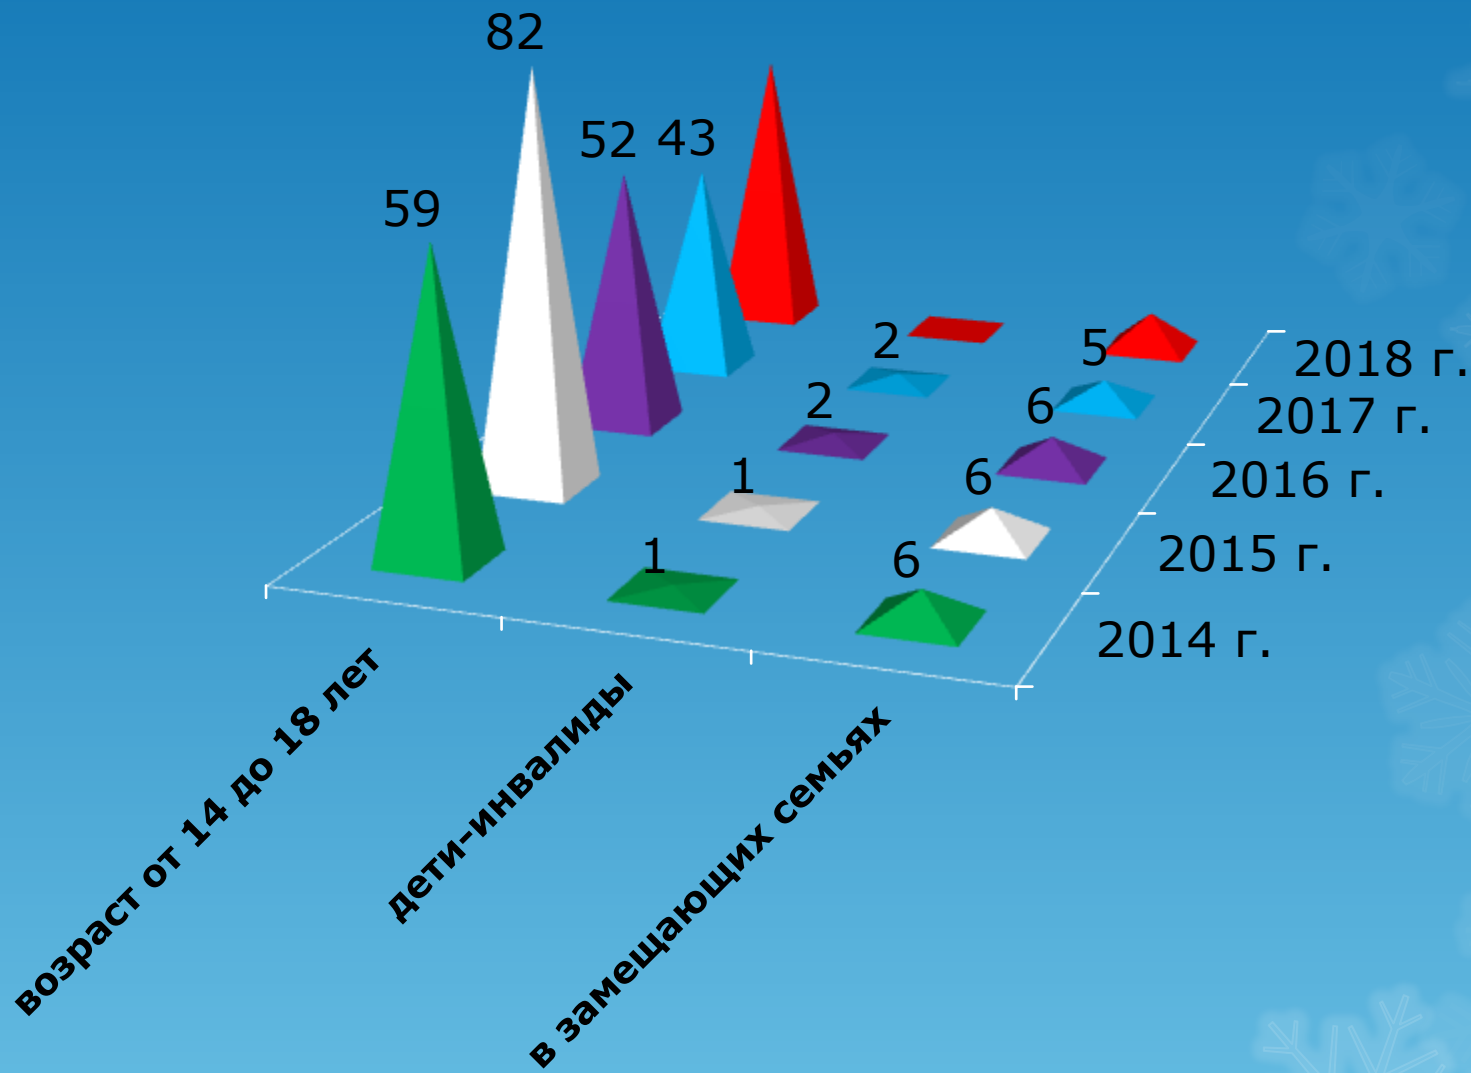 82
52 43
59
2
5
2018 г.
2
6
2017 г.
1
6
2016 г.
1
6
2015 г.
2014 г.
возраст от 14 до 18 лет
дети-инвалиды
в замещающих семьях